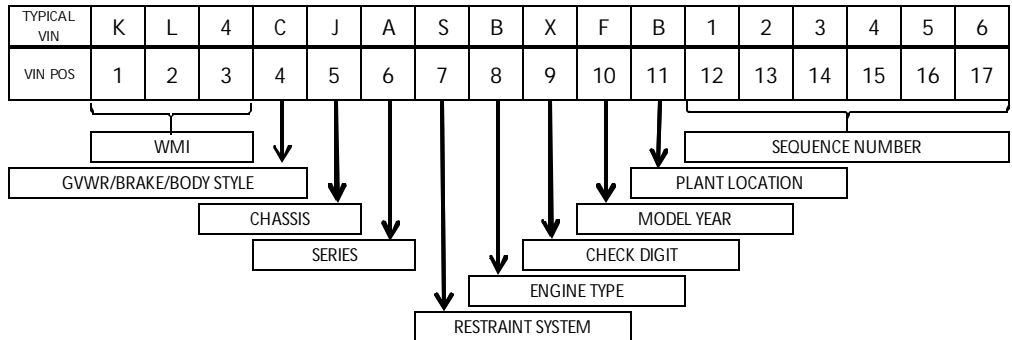 TYPICAL VIN K L 4 C J A S B X F B 1 2 3 4 5 6
VIN POS 1 2 3 4 5 6 7 8 9 10 11 12 13 14 15 16 17
WMI SEQUENCE NUMBER
GVWR/BRAKE/BODY STYLE PLANT LOCATION
CHASSIS MODEL YEAR
SERIES CHECK DIGIT
ENGINE TYPE
RESTRAINT SYSTEM